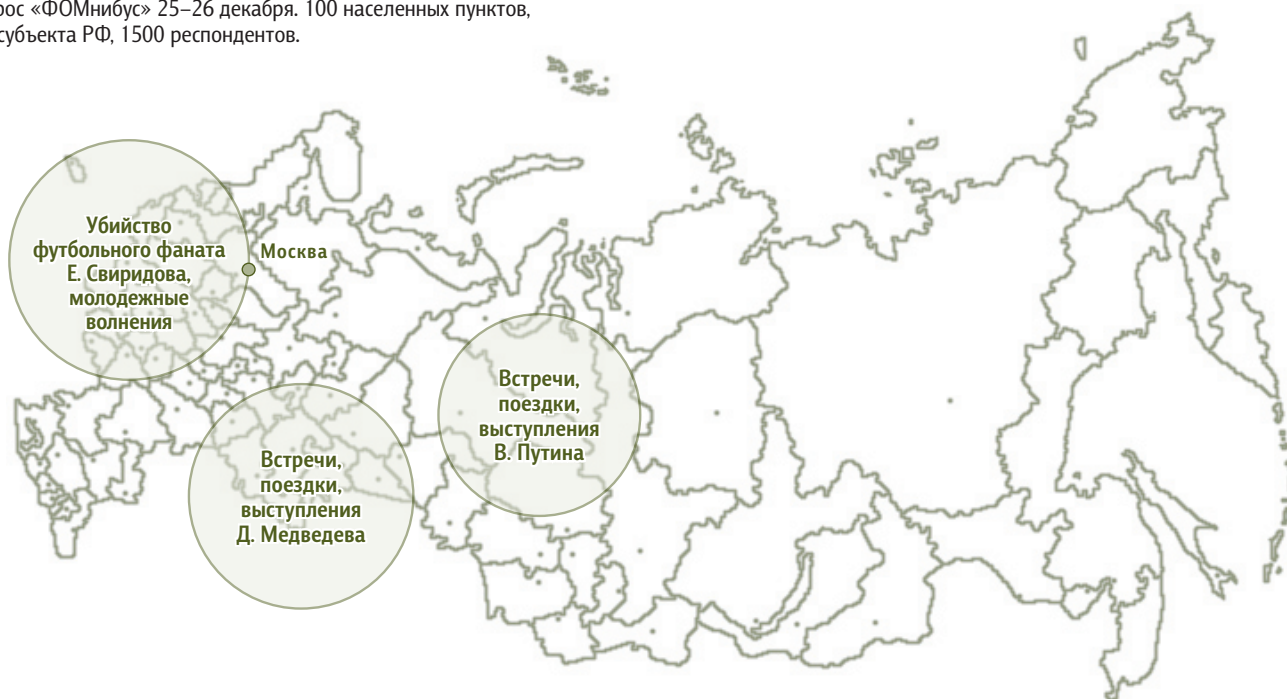 рос «ФОМнибус» 25–26 декабря. 100 населенных пунктов,
субъекта РФ, 1500 респондентов.
Убийство
футбольного фаната
Е. Свиридова,
молодежные
волнения
Москва
Встречи,
поездки,
выступления
В. Путина
Встречи,
поездки,
выступления
Д. Медведева